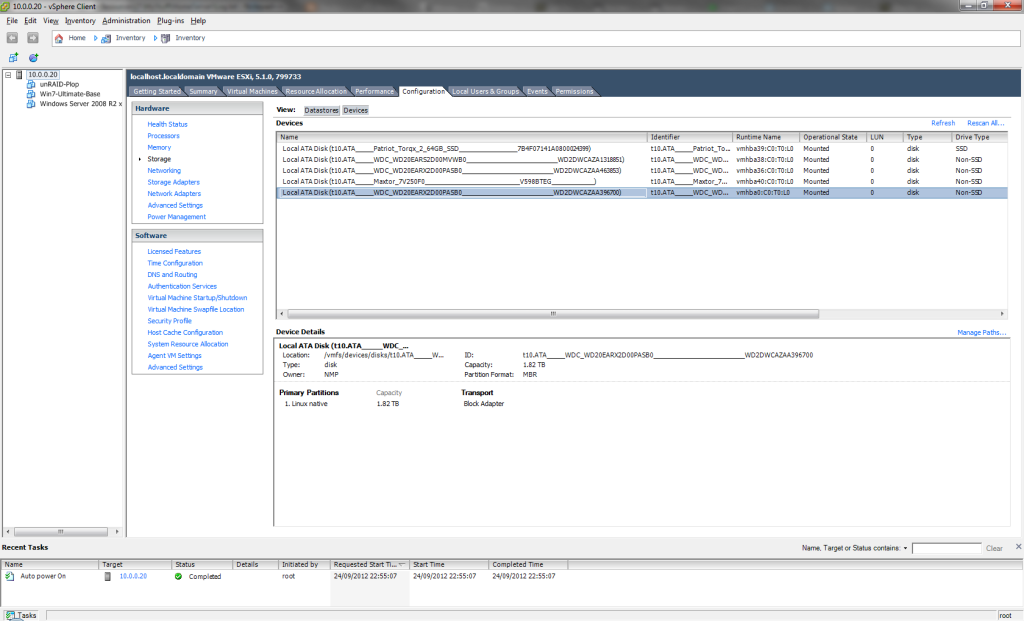 10.0.0.20 - vSphere Client
File Edit View Inventory Administration Plug-ins Help
Home Inventory Inventory
10.0.0.20
unRAID-Plop
Win7-Ultimate-Base
Windows Server 2008 R2 x
localhost.localdomain VMware ESXi, 5.1.0, 799733
Getting Started Summary Virtual Machines Resource Allocation Performance Configuration Local Users & Groups Events Permissions
Hardware
Health Status
Processors
Memory
Storage
Networking
Storage Adapters
Network Adapters
Advanced Settings
Power Management
Software
Licensed Features
Time Configuration
DNS and Routing
Authentication Services
Virtual Machine Startup/Shutdown
Virtual Machine Swapfile Location
Security Profile
Host Cache Configuration
System Resource Allocation
Agent VM Settings
Advanced Settings
View: Datastores Devices
Devices Refresh Rescan All...
Name Identifier Runtime Name Operational State LUN Type Drive Type
Local ATA Disk (t10.ATA_____Patriot_Torqx_2_64GB_SSD_________________7B4F07141A0800024399) t10.ATA_____Patriot_To... vmhba39:C0:T0:L0 Mounted 0 disk SSD
Local ATA Disk (t10.ATA_____WDC_WD20EARS2D00MVWB0_________________________WD2DWCAZA1318851) t10.ATA_____WDC_WD... vmhba38:C0:T0:L0 Mounted 0 disk Non-SSD
Local ATA Disk (t10.ATA_____WDC_WD20EARX2D00PASB0_________________________WD2DWCAZAA463853) t10.ATA_____WDC_WD... vmhba36:C0:T0:L0 Mounted 0 disk Non-SSD
Local ATA Disk (t10.ATA_____Maxtor_7V250F0__________________________V598BTEG____________) t10.ATA_____Maxtor_7... vmhba40:C0:T0:L0 Mounted 0 disk Non-SSD
Local ATA Disk (t10.ATA_____WDC_WD20EARX2D00PASB0_________________________WD2DWCAZAA396700) t10.ATA_____WDC_WD... vmhba0:C0:T0:L0 Mounted 0 disk Non-SSD
Device Details Manage Paths...
Local ATA Disk (t10.ATA_____WDC_...
Location: /vmfs/devices/disks/t10.ATA_____W... ID: t10.ATA_____WDC_WD20EARX2D00PASB0_________________________WD2DWCAZAA396700
Type: disk Capacity: 1.82 TB
Owner: NMP Partition Format: MBR
Primary Partitions Capacity Transport
1. Linux native 1.82 TB Block Adapter
Recent Tasks Name, Target or Status contains: Clear
Name Target Status Details Initiated by Requested Start Ti... Start Time Completed Time
Auto power On 10.0.0.20 Completed root 24/09/2012 22:55:07 24/09/2012 22:55:07 24/09/2012 22:55:07
Tasks root